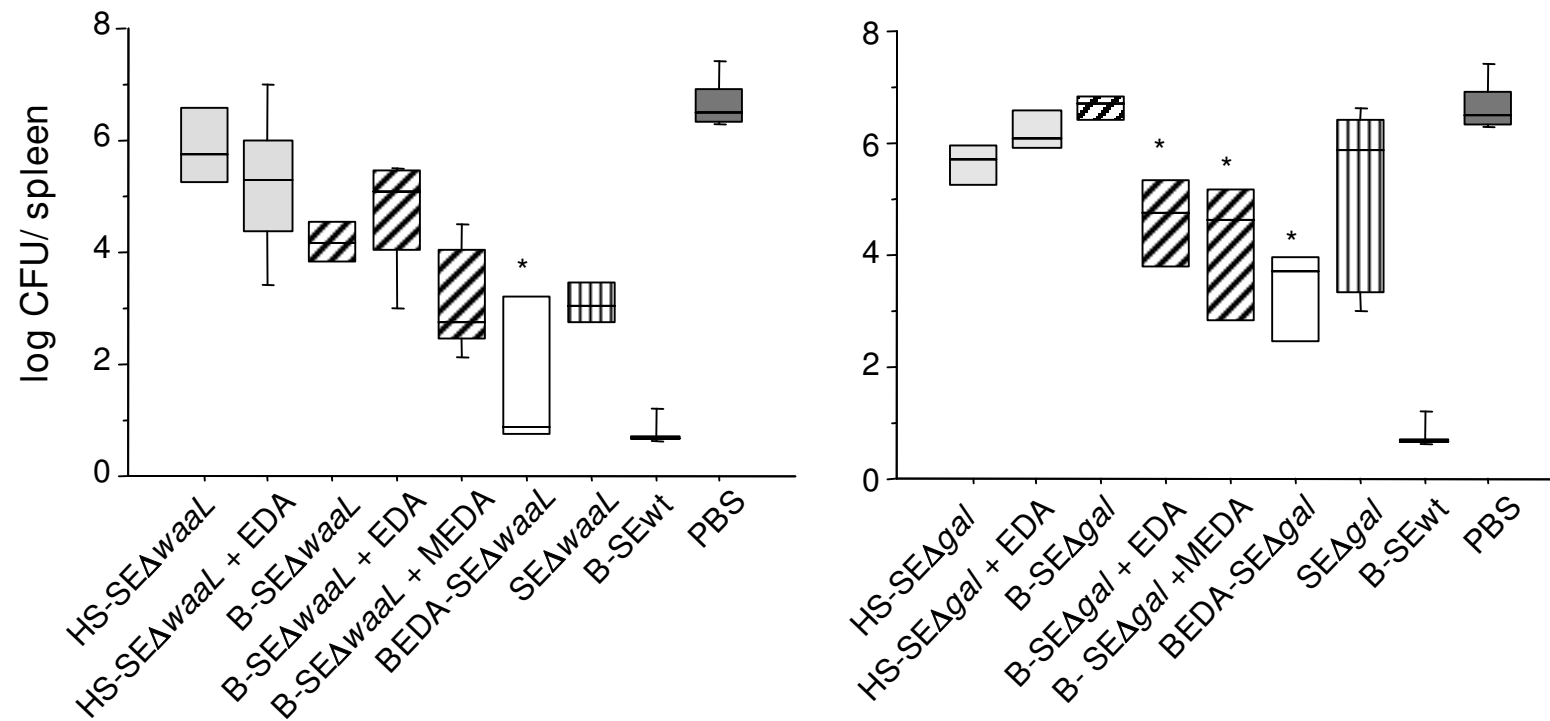 log CFU/ spleen
8
6
4
2
0
*
HS-SEΔwaaL
HS-SEΔwaaL + EDA
B-SEΔwaaL
B-SEΔwaaL + EDA
B-SEΔwaaL + MEDA
BEDA-SEΔwaaL
SEΔwaaL
B-SEwt
PBS
8
6
4
2
0
*
*
*
HS-SEΔgal
HS-SEΔgal + EDA
B-SEΔgal
B-SEΔgal + EDA
B- SEΔgal +MEDA
BEDA-SEΔgal
SEΔgal
B-SEwt
PBS